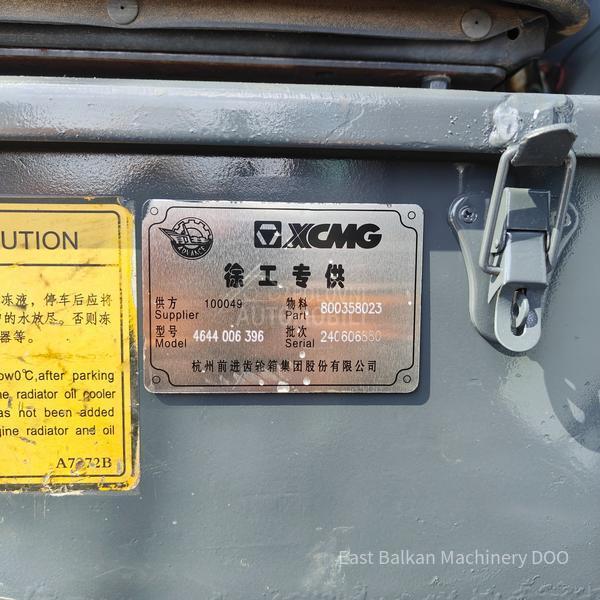 UTION
冻液，停车后应将
的水放尽。否则冻
器等。
ow0°C,after parking
e radiator oil cooler
as not been added
gine radiator and oil
A7272B
ADVANCE
XCMG
徐工专供
供方 100049 物料 800358023
Supplier Part
型号 4644 006 396 批次 240606880
Model Serial
杭州前进齿轮箱集团股份有限公司
East Balkan Machinery DOO